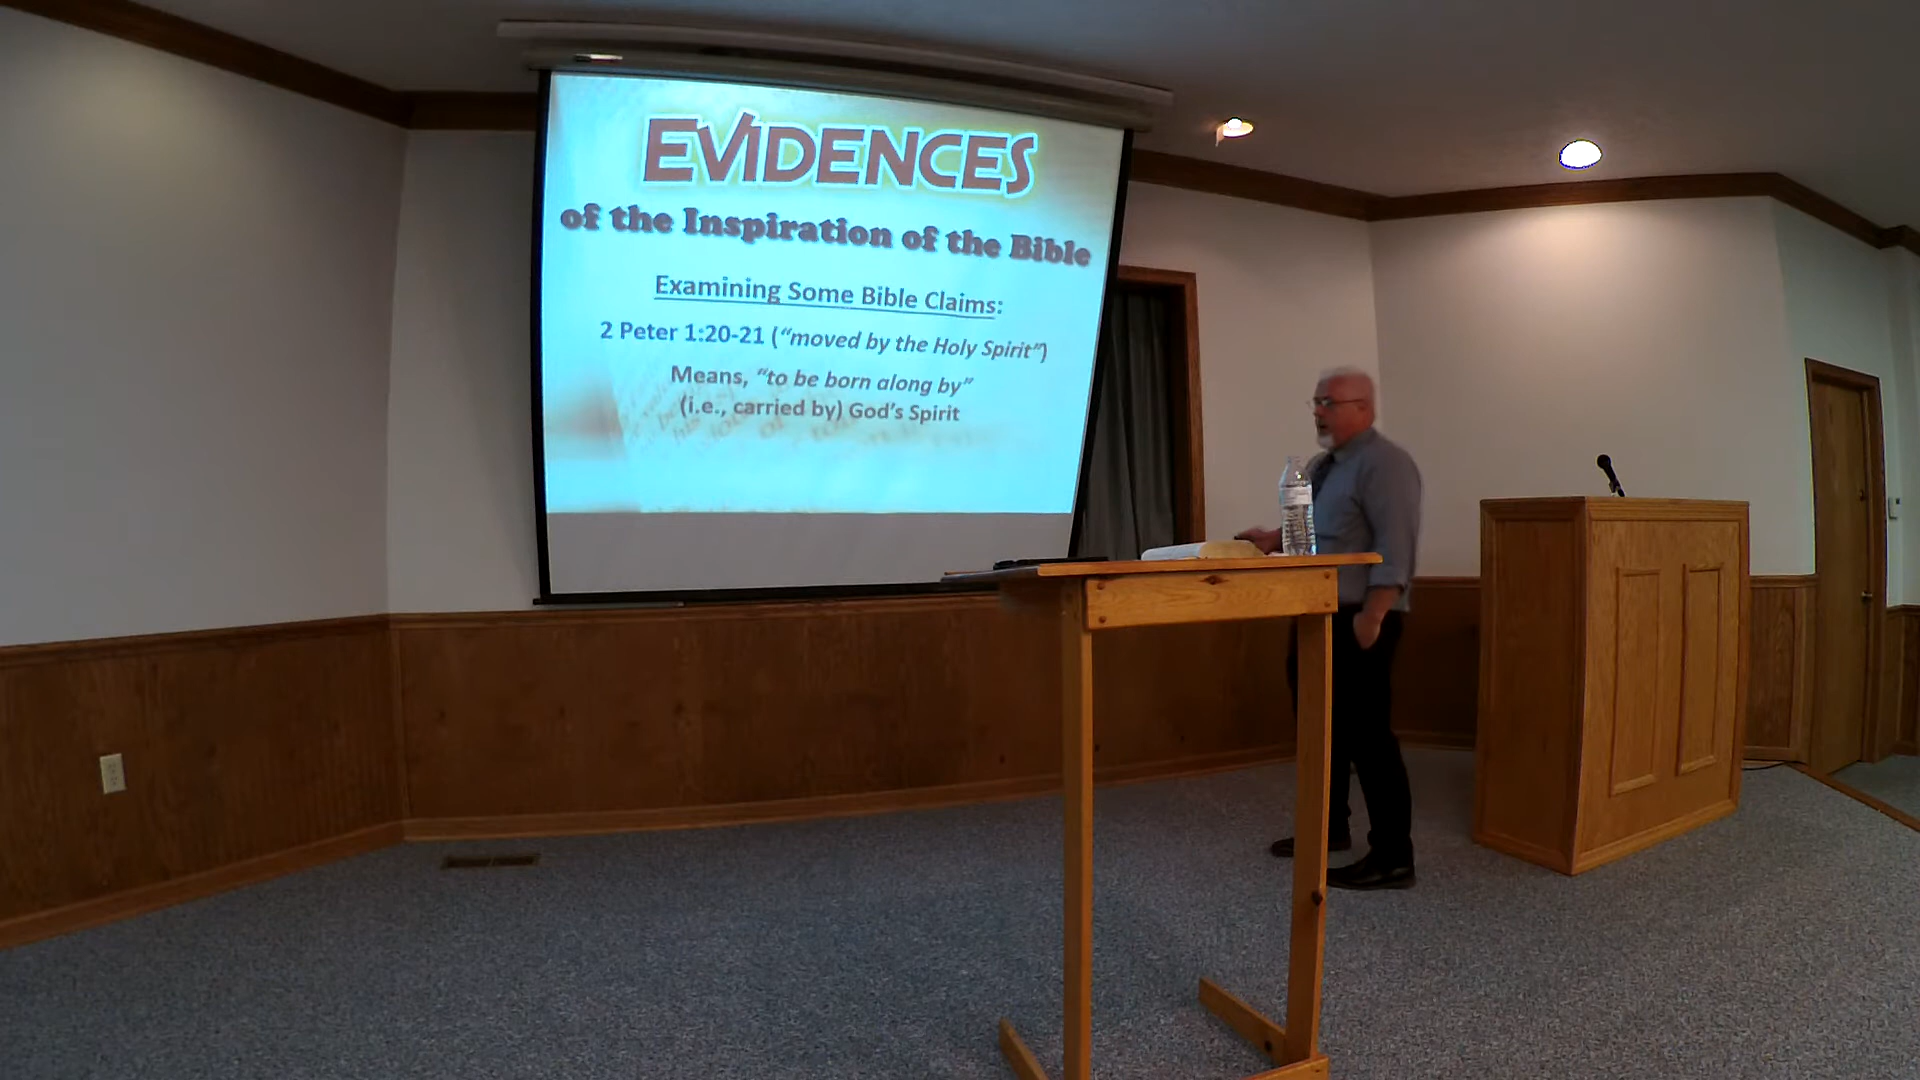 EVIDENCES
of the Inspiration of the Bible
Examining Some Bible Claims:
2 Peter 1:20-21 (“moved by the Holy Spirit”)
Means, “to be born along by”
(i.e., carried by) God’s Spirit